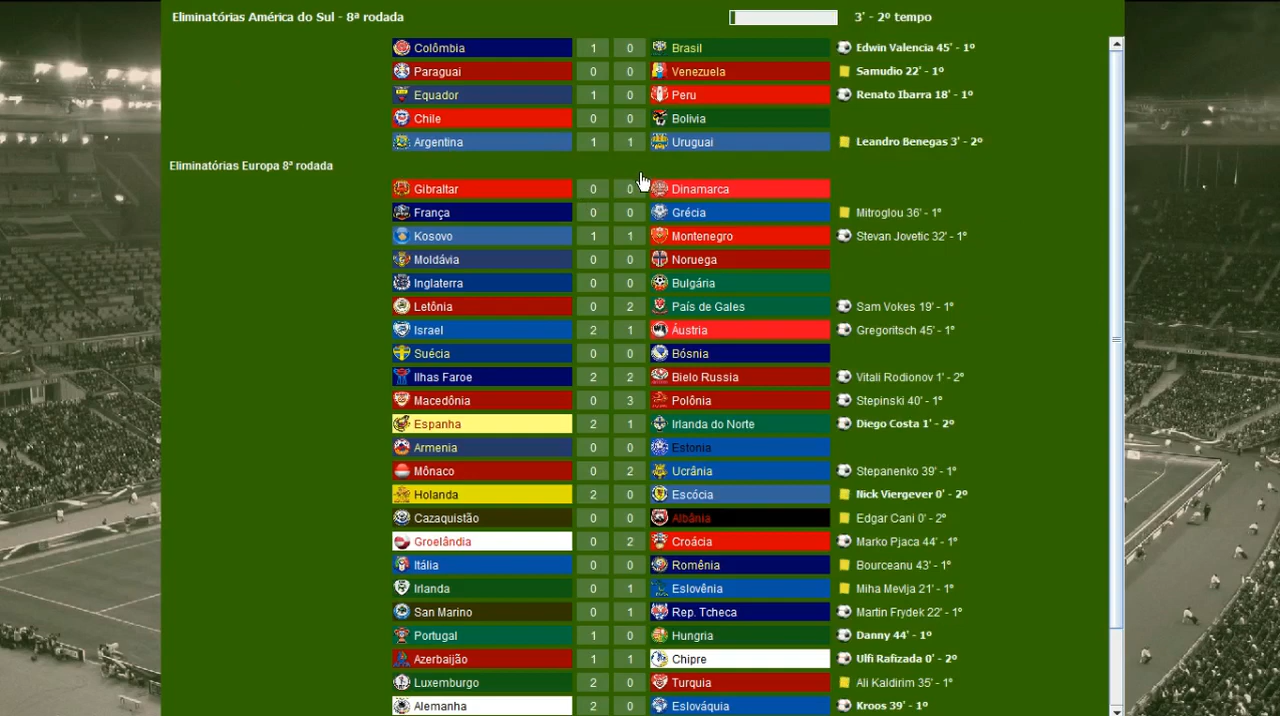 Eliminatórias América do Sul - 8ª rodada 3' - 2º tempo
Colômbia 1 0 Brasil Edwin Valencia 45' - 1º
Paraguai 0 0 Venezuela Samudio 22' - 1º
Equador 1 0 Peru Renato Ibarra 18' - 1º
Chile 0 0 Bolivia
Argentina 1 1 Uruguai Leandro Benegas 3' - 2º
Eliminatórias Europa 8ª rodada
Gibraltar 0 0 Dinamarca
França 0 0 Grécia Mitroglou 36' - 1º
Kosovo 1 1 Montenegro Stevan Jovetic 32' - 1º
Moldávia 0 0 Noruega
Inglaterra 0 0 Bulgária
Letônia 0 2 País de Gales Sam Vokes 19' - 1º
Israel 2 1 Áustria Gregoritsch 45' - 1º
Suécia 0 0 Bósnia
Ilhas Faroe 2 2 Bielo Russia Vitali Rodionov 1' - 2º
Macedônia 0 3 Polônia Stepinski 40' - 1º
Espanha 2 1 Irlanda do Norte Diego Costa 1' - 2º
Armenia 0 0 Estonia
Mônaco 0 2 Ucrânia Stepanenko 39' - 1º
Holanda 2 0 Escócia Nick Viergever 0' - 2º
Cazaquistão 0 0 Albânia Edgar Cani 0' - 2º
Groelândia 0 2 Croácia Marko Pjaca 44' - 1º
Itália 0 0 Romênia Bourceanu 43' - 1º
Irlanda 0 1 Eslovênia Miha Mevlja 21' - 1º
San Marino 0 1 Rep. Tcheca Martin Frydek 22' - 1º
Portugal 1 0 Hungria Danny 44' - 1º
Azerbaijão 1 1 Chipre Ulfi Rafizada 0' - 2º
Luxemburgo 2 0 Turquia Ali Kaldirim 35' - 1º
Alemanha 2 0 Eslováquia Kroos 39' - 1º